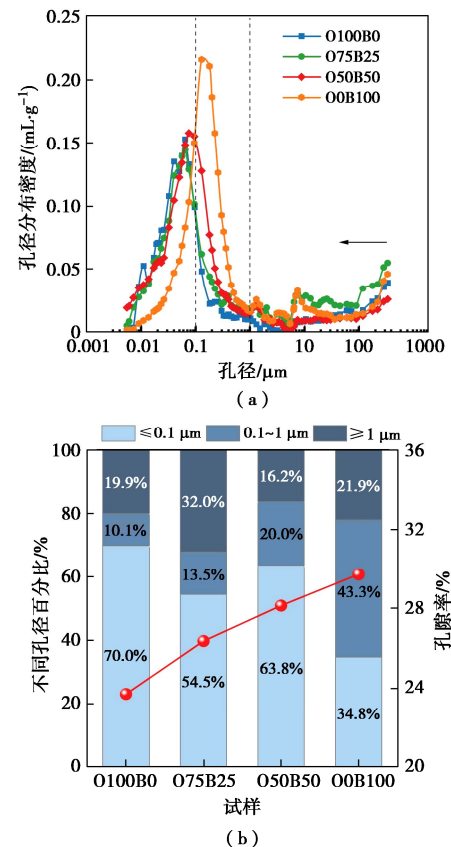 (a)
O100B0
O75B25
O50B50
O0B100
0.25
0.20
0.15
0.10
0.05
0
孔径分布密度/(mL·g⁻¹)
0.001 0.01 0.1 1 10 100 1000
孔径/μm
(a)
≤0.1 μm 0.1~1 μm ≥1 μm
100
80
60
40
20
0
不同孔径百分比/%
19.9% 32.0% 16.2% 21.9%
10.1% 13.5% 20.0% 43.3%
70.0% 54.5% 63.8% 34.8%
36
32
28
24
20
孔隙率/%
O100B0 O75B25 O50B50 O0B100
试样
(b)